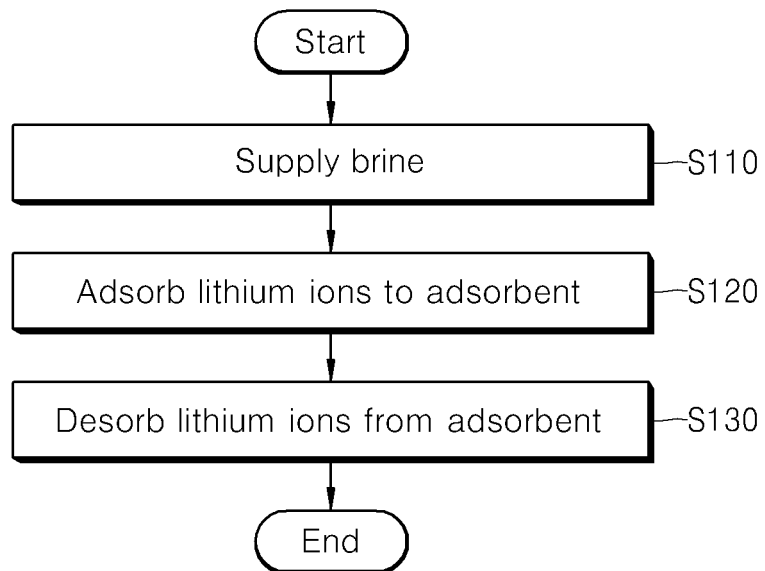 Start
Supply brine
S110
Adsorb lithium ions to adsorbent
S120
Desorb lithium ions from adsorbent
S130
End